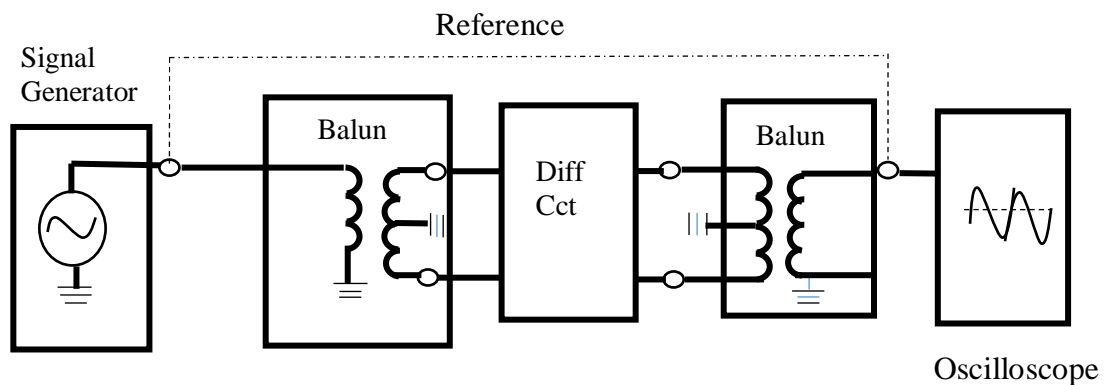 Reference
Signal
Generator
Balun
Diff
Cct
Balun
Oscilloscope